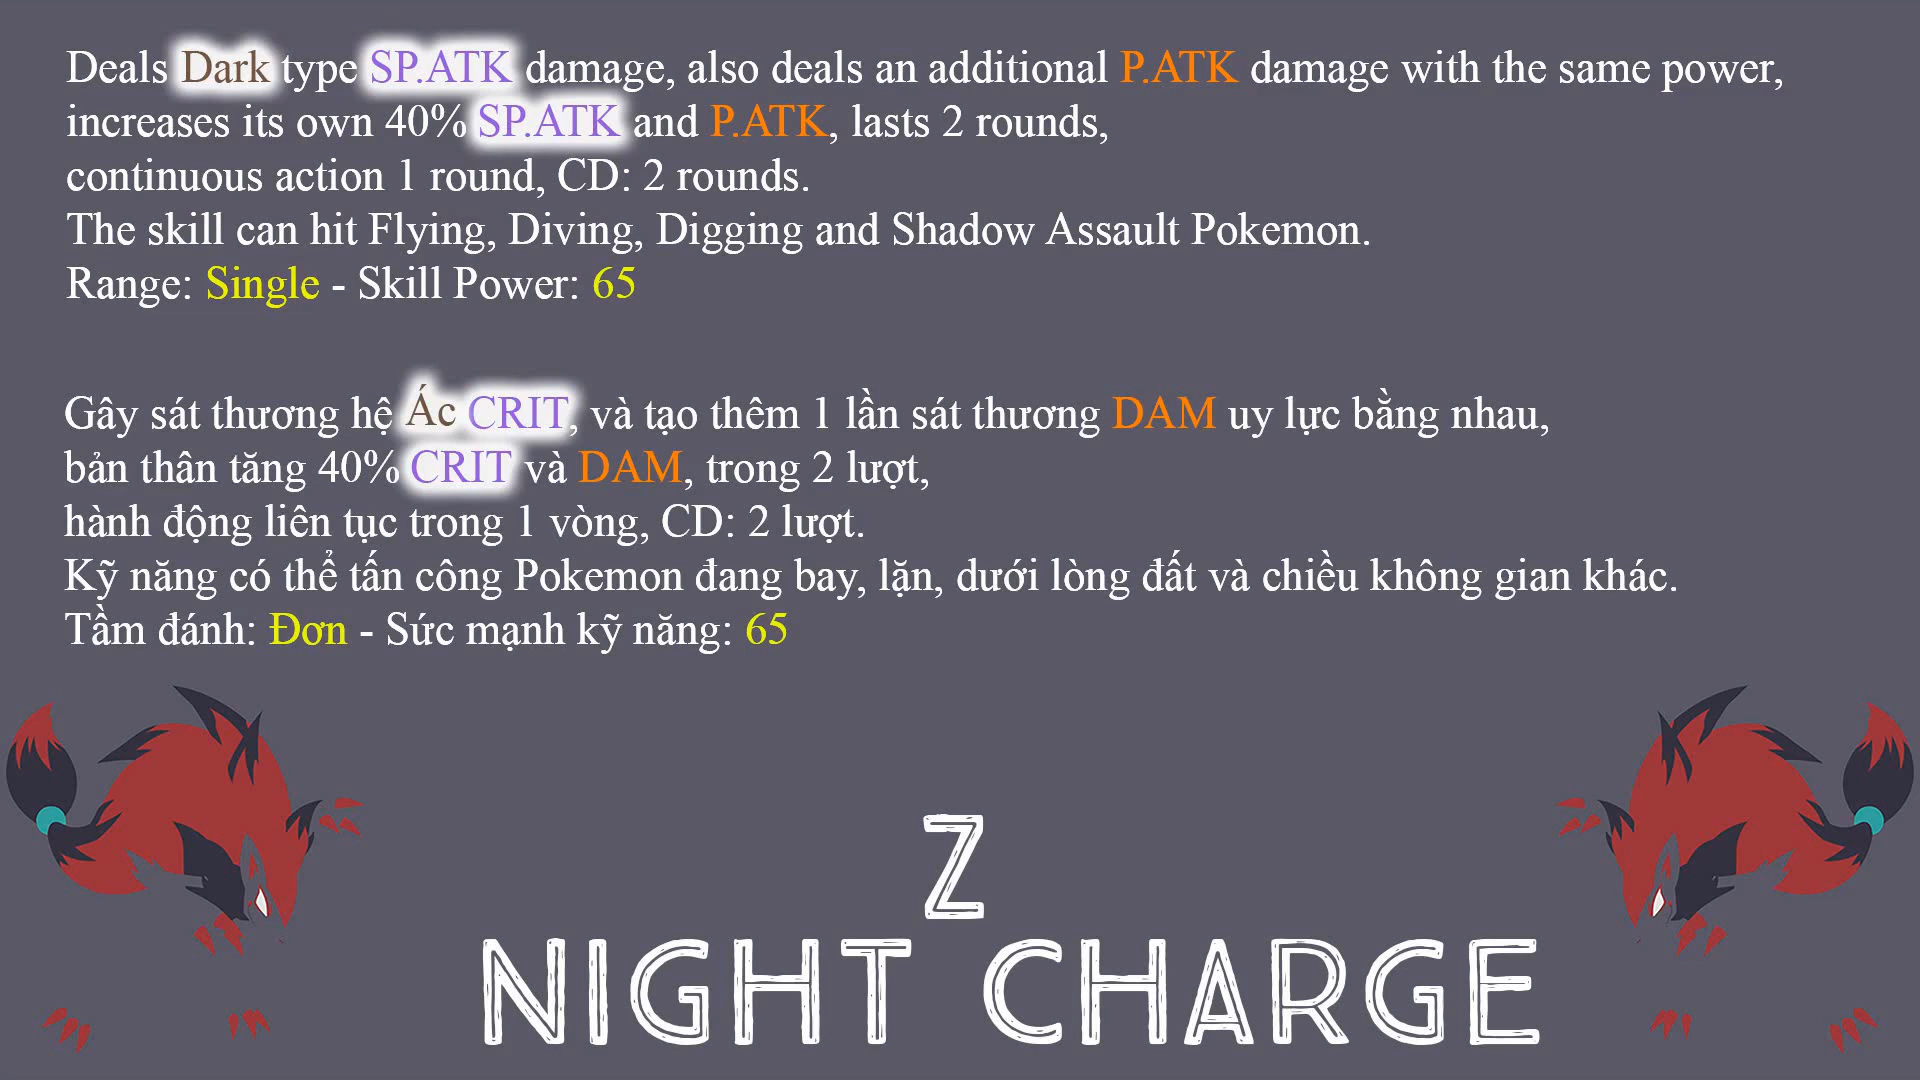 Deals Dark type SP.ATK damage, also deals an additional P.ATK damage with the same power,
increases its own 40% SP.ATK and P.ATK, lasts 2 rounds,
continuous action 1 round, CD: 2 rounds.
The skill can hit Flying, Diving, Digging and Shadow Assault Pokemon.
Range: Single - Skill Power: 65
Gây sát thương hệ Ác CRIT, và tạo thêm 1 lần sát thương DAM uy lực bằng nhau,
bản thân tăng 40% CRIT và DAM, trong 2 lượt,
hành động liên tục trong 1 vòng, CD: 2 lượt.
Kỹ năng có thể tấn công Pokemon đang bay, lặn, dưới lòng đất và chiều không gian khác.
Tầm đánh: Đơn - Sức mạnh kỹ năng: 65
Z
NIGHT CHARGE